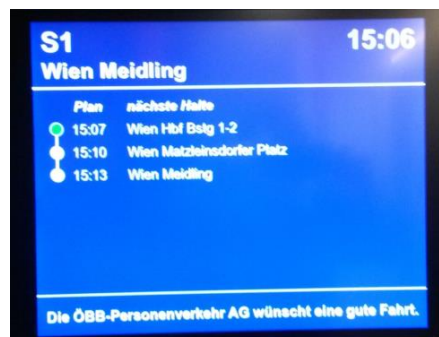 S1 15:06
Wien Meidling
Plan nächste Halte
15:07 Wien Hbf Bstg 1-2
15:10 Wien Matzleinsdorfer Platz
15:13 Wien Meidling
Die ÖBB-Personenverkehr AG wünscht eine gute Fahrt.